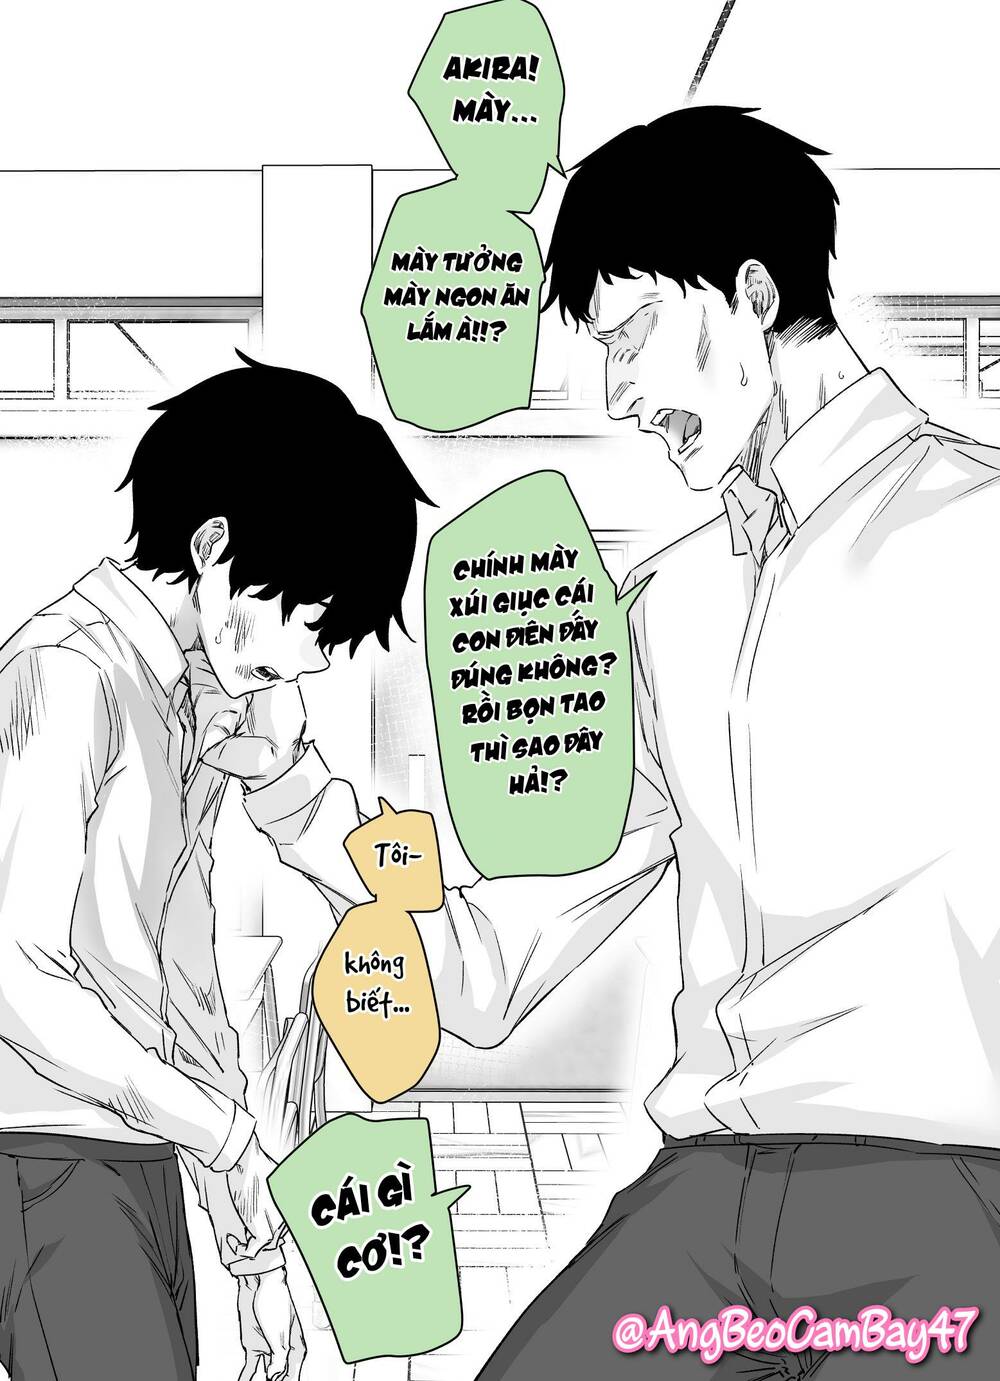 AKIRA!
MÀY...
MÀY TƯỞNG
MÀY NGON ĂN
LẮM À!!?
CHÍNH MÀY
XÚI GIỤC CÁI
CON ĐIÊN ĐẤY
ĐÚNG KHÔNG?
RỒI BỌN TAO
THÌ SAO ĐÂY
HẢ!?
Tôi-
không
biết...
CÁI GÌ
CƠ!?
@AngBeoCamBay47